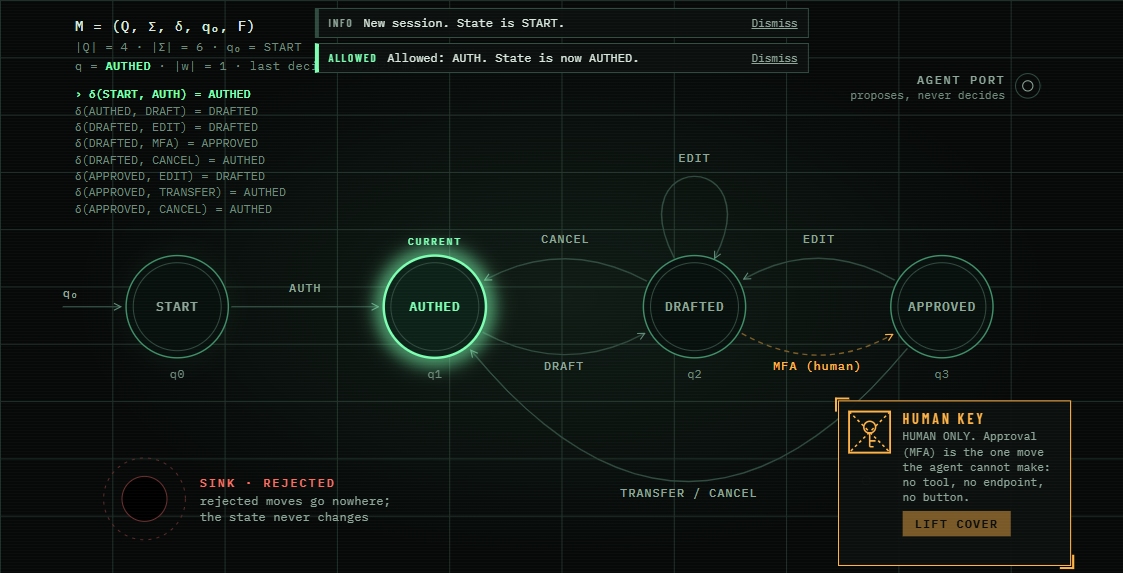 M = (Q, Σ, δ, q₀, F)
|Q| = 4 · |Σ| = 6 · q₀ = START
q = AUTHED · |w| = 1 · last deci
INFO New session. State is START. Dismiss
ALLOWED Allowed: AUTH. State is now AUTHED. Dismiss
› δ(START, AUTH) = AUTHED
δ(AUTHED, DRAFT) = DRAFTED
δ(DRAFTED, EDIT) = DRAFTED
δ(DRAFTED, MFA) = APPROVED
δ(DRAFTED, CANCEL) = AUTHED
δ(APPROVED, EDIT) = DRAFTED
δ(APPROVED, TRANSFER) = AUTHED
δ(APPROVED, CANCEL) = AUTHED
AGENT PORT
proposes, never decides
EDIT
CURRENT
CANCEL
EDIT
q₀
AUTH
START
AUTHED
DRAFTED
APPROVED
DRAFT
MFA (human)
q0
q1
q2
q3
TRANSFER / CANCEL
SINK · REJECTED
rejected moves go nowhere;
the state never changes
HUMAN KEY
HUMAN ONLY. Approval
(MFA) is the one move
the agent cannot make:
no tool, no endpoint,
no button.
LIFT COVER